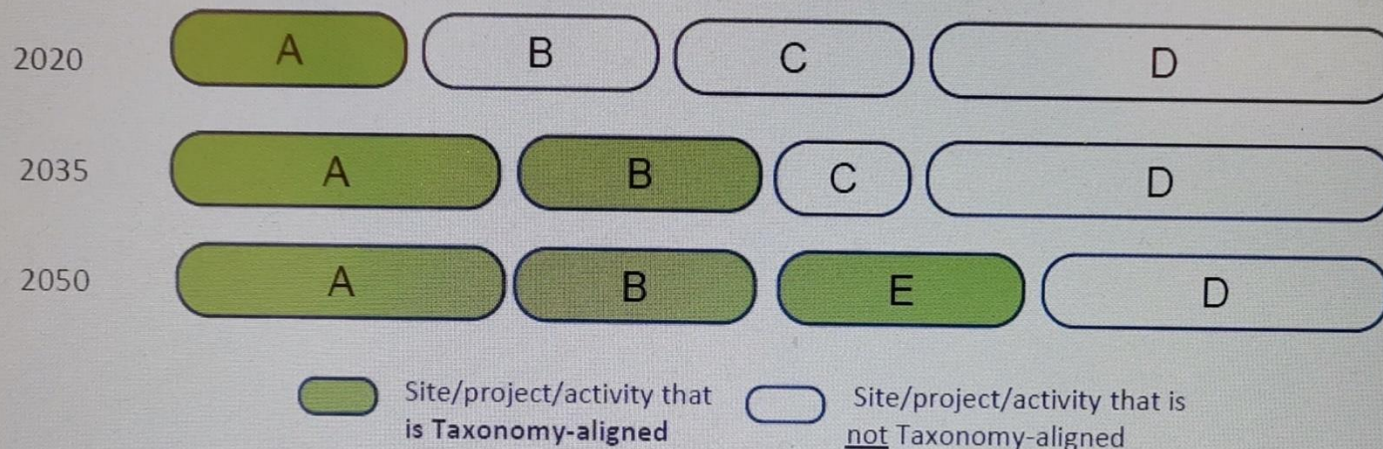 2020 A B C D
2035 A B C D
2050 A B E D
Site/project/activity that
is Taxonomy-aligned
Site/project/activity that is
not Taxonomy-aligned